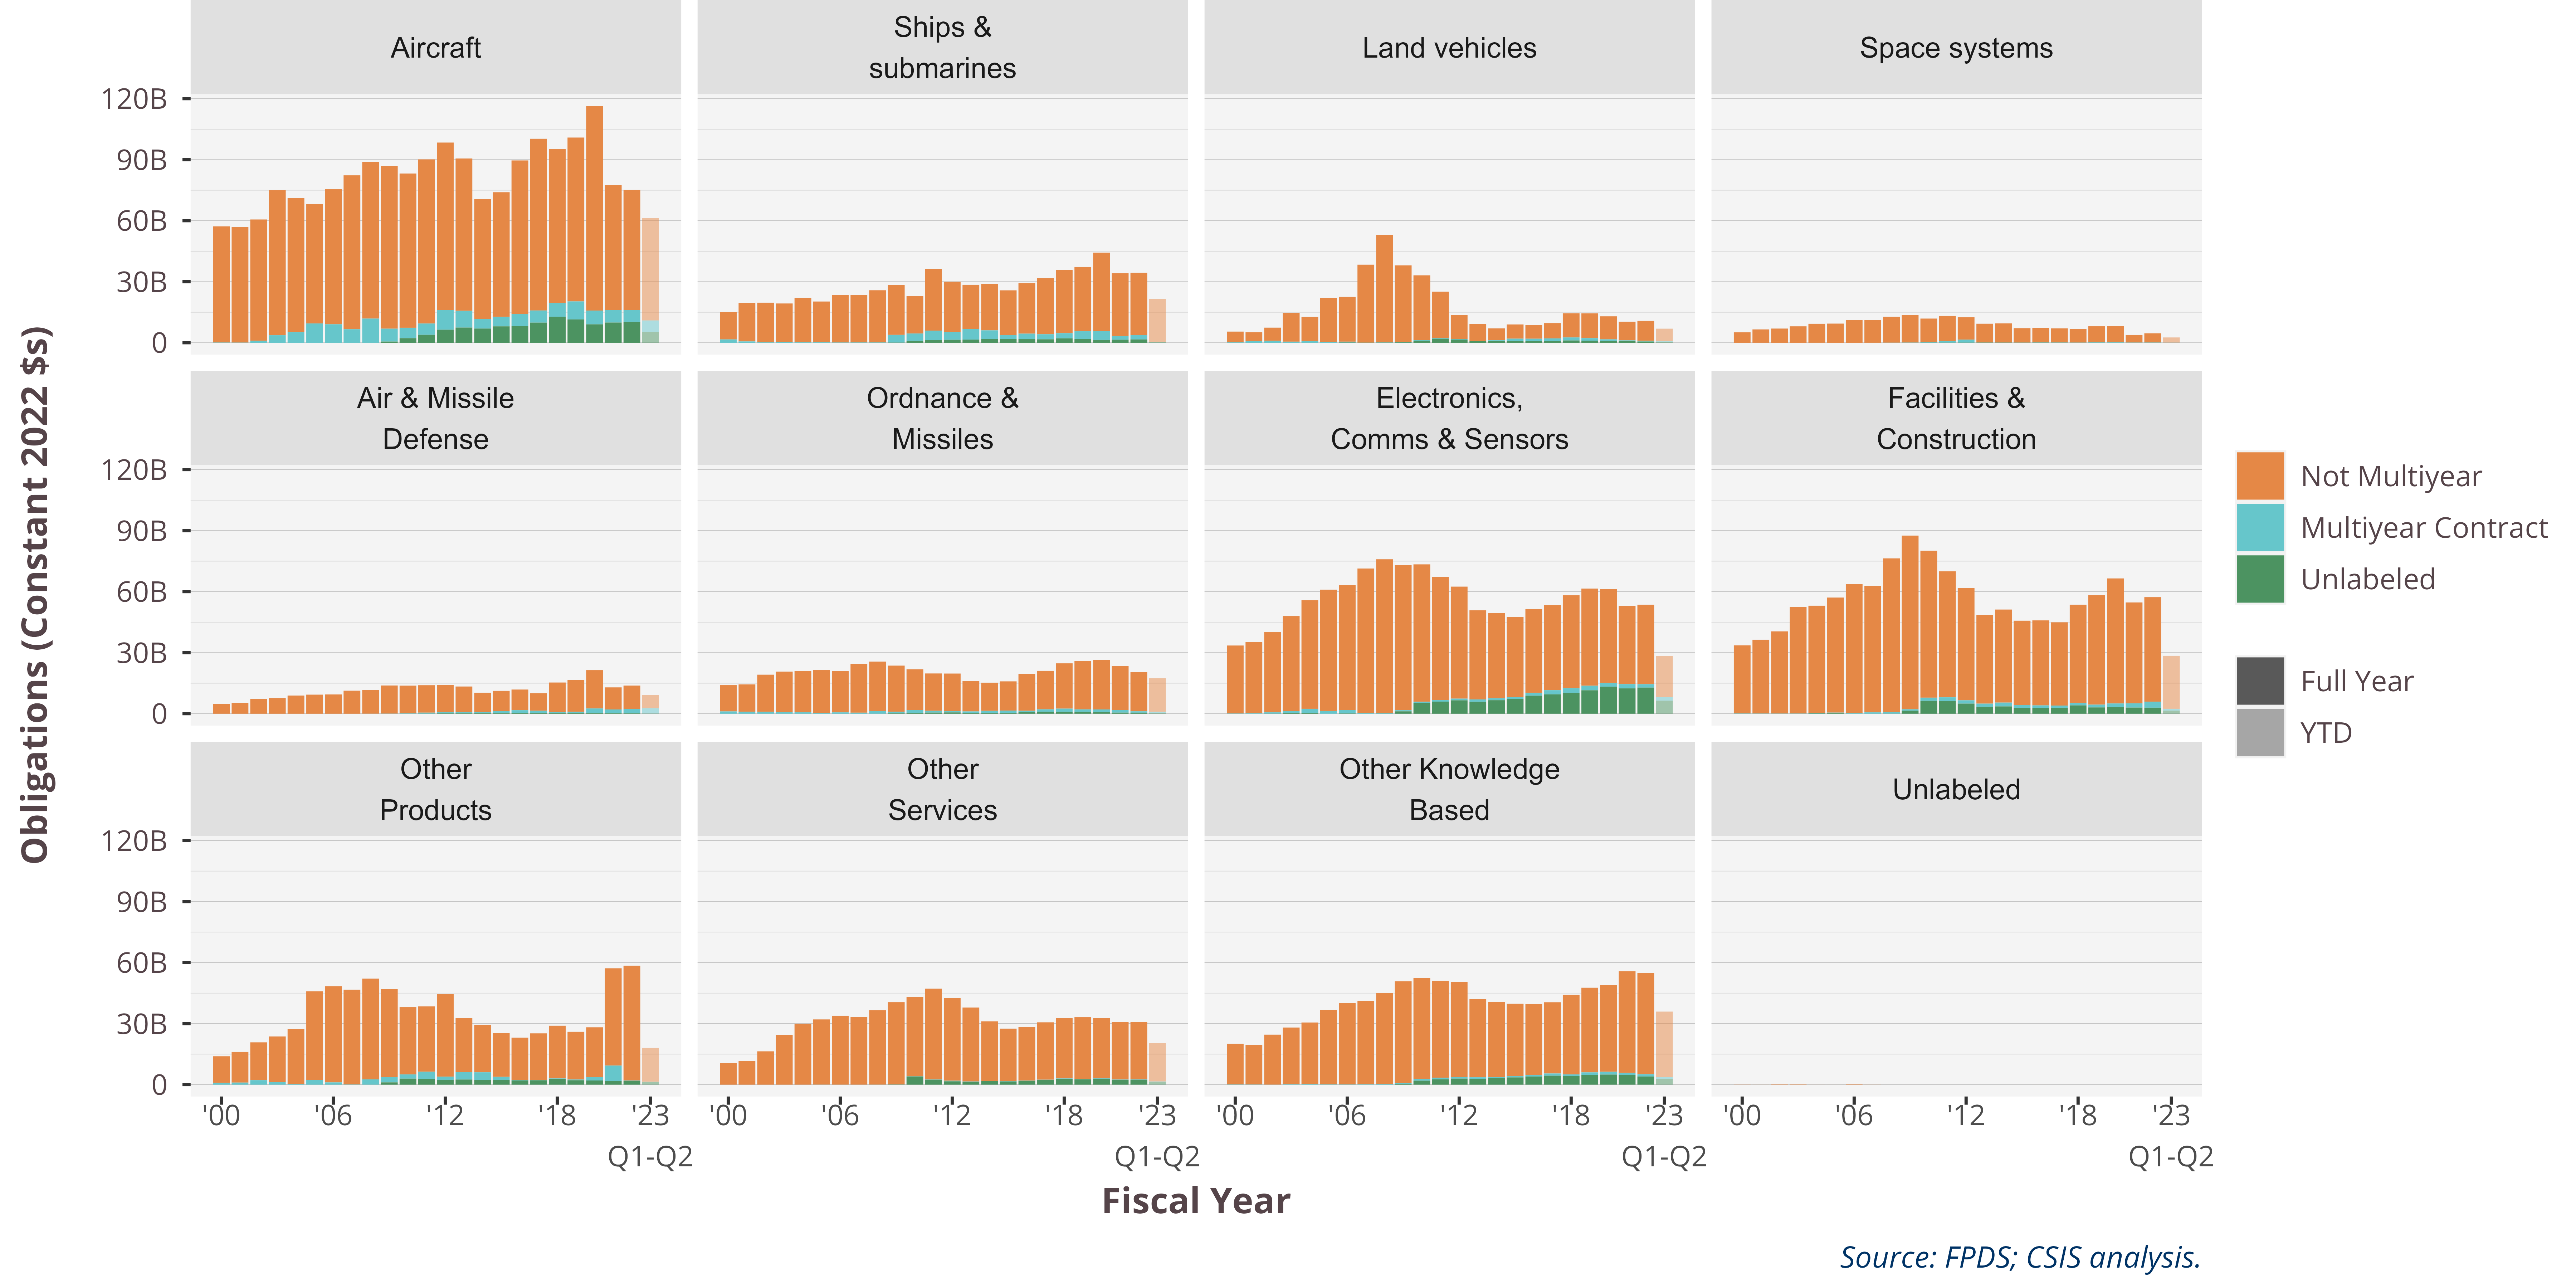 Aircraft
Ships &
submarines
Land vehicles
Space systems
120B
90B
60B
30B
0
Air & Missile
Defense
Ordnance &
Missiles
Electronics,
Comms & Sensors
Facilities &
Construction
120B
90B
60B
30B
0
Other
Products
Other
Services
Other Knowledge
Based
Unlabeled
120B
90B
60B
30B
0
'00 '06 '12 '18 '23
Q1-Q2
'00 '06 '12 '18 '23
Q1-Q2
'00 '06 '12 '18 '23
Q1-Q2
'00 '06 '12 '18 '23
Q1-Q2
Obligations (Constant 2022 $s)
Fiscal Year
Not Multiyear
Multiyear Contract
Unlabeled
Full Year
YTD
Source: FPDS; CSIS analysis.